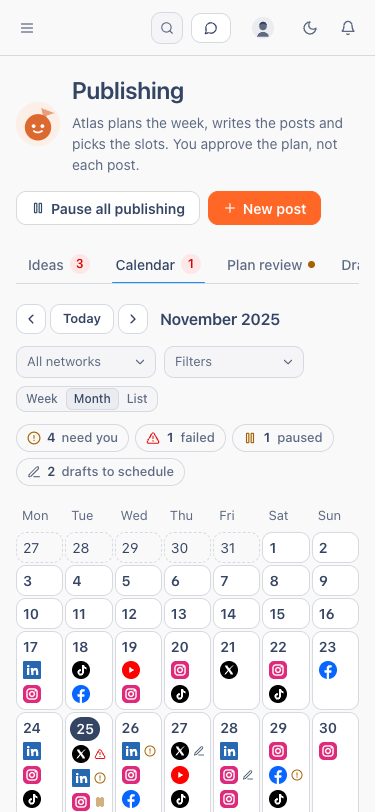 Publishing
Atlas plans the week, writes the posts and
picks the slots. You approve the plan, not
each post.
Pause all publishing
New post
Ideas 3 Calendar 1 Plan review Dra
Today November 2025
All networks Filters
Week Month List
4 need you 1 failed 1 paused
2 drafts to schedule
Mon Tue Wed Thu Fri Sat Sun
27 28 29 30 31 1 2
3 4 5 6 7 8 9
10 11 12 13 14 15 16
17 18 19 20 21 22 23
24 25 26 27 28 29 30